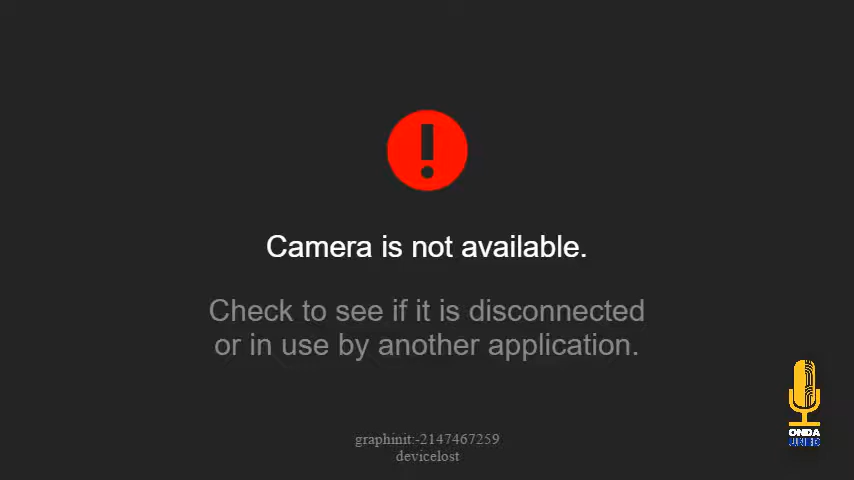 Camera is not available.
Check to see if it is disconnected
or in use by another application.
graphinit:-2147467259
devicelost
ONDA